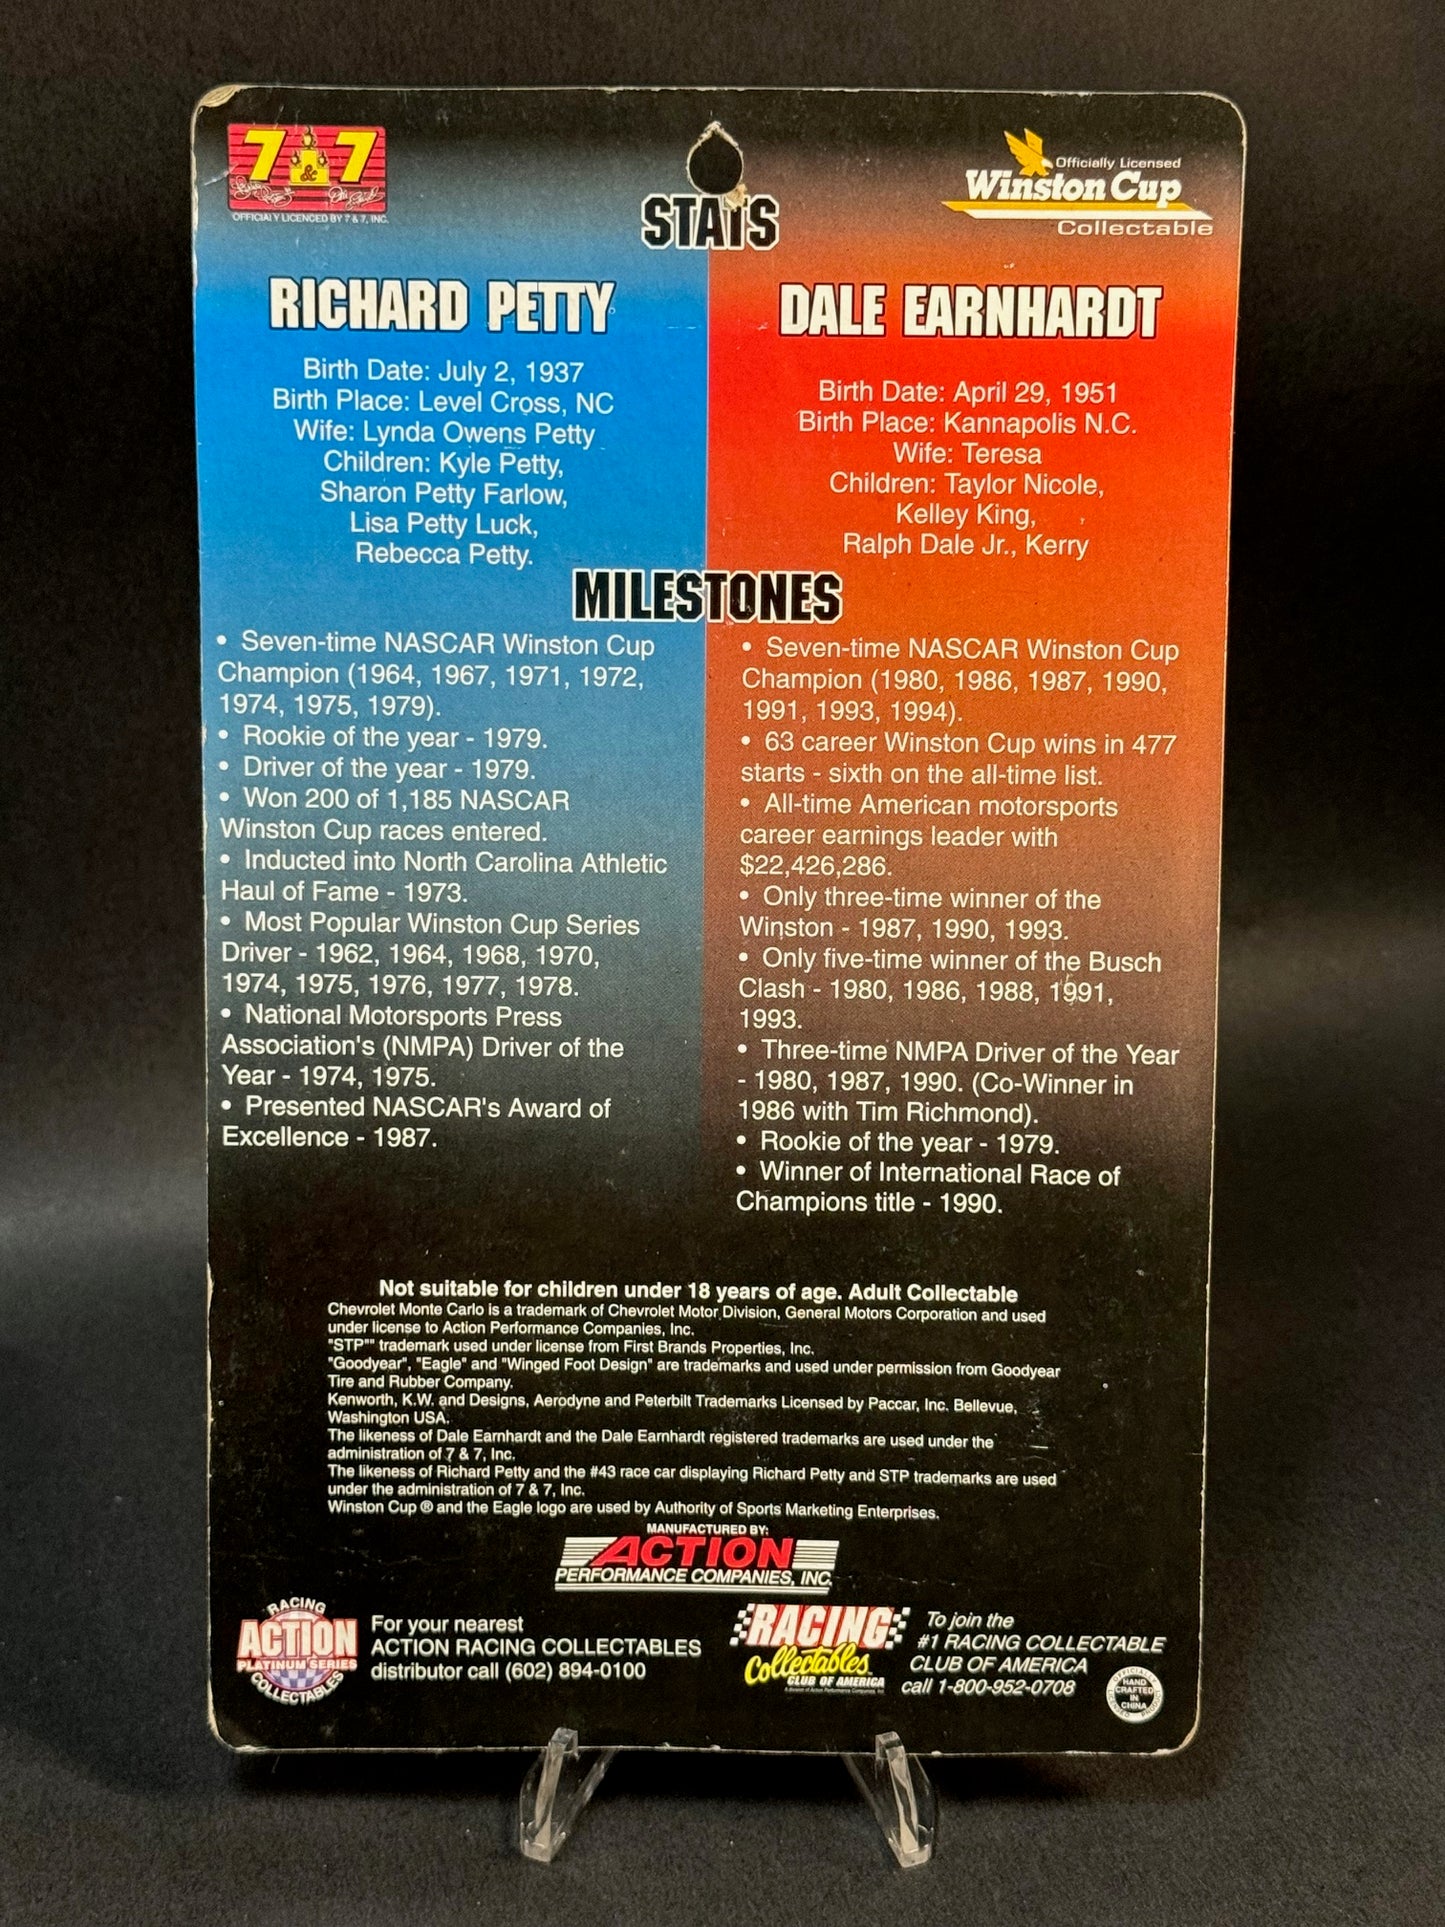 7 & 7
OFFICIALLY LICENCED BY 7 & 7, INC.
Officially Licensed
Winston Cup
Collectable
STATS
RICHARD PETTY
Birth Date: July 2, 1937
Birth Place: Level Cross, NC
Wife: Lynda Owens Petty
Children: Kyle Petty,
Sharon Petty Farlow,
Lisa Petty Luck,
Rebecca Petty.
DALE EARNHARDT
Birth Date: April 29, 1951
Birth Place: Kannapolis N.C.
Wife: Teresa
Children: Taylor Nicole,
Kelley King,
Ralph Dale Jr., Kerry
MILESTONES
• Seven-time NASCAR Winston Cup
Champion (1964, 1967, 1971, 1972,
1974, 1975, 1979).
• Rookie of the year - 1979.
• Driver of the year - 1979.
• Won 200 of 1,185 NASCAR
Winston Cup races entered.
• Inducted into North Carolina Athletic
Haul of Fame - 1973.
• Most Popular Winston Cup Series
Driver - 1962, 1964, 1968, 1970,
1974, 1975, 1976, 1977, 1978.
• National Motorsports Press
Association's (NMPA) Driver of the
Year - 1974, 1975.
• Presented NASCAR's Award of
Excellence - 1987.
• Seven-time NASCAR Winston Cup
Champion (1980, 1986, 1987, 1990,
1991, 1993, 1994).
• 63 career Winston Cup wins in 477
starts - sixth on the all-time list.
• All-time American motorsports
career earnings leader with
$22,426,286.
• Only three-time winner of the
Winston - 1987, 1990, 1993.
• Only five-time winner of the Busch
Clash - 1980, 1986, 1988, 1991,
1993.
• Three-time NMPA Driver of the Year
- 1980, 1987, 1990. (Co-Winner in
1986 with Tim Richmond).
• Rookie of the year - 1979.
• Winner of International Race of
Champions title - 1990.
Not suitable for children under 18 years of age. Adult Collectable
Chevrolet Monte Carlo is a trademark of Chevrolet Motor Division, General Motors Corporation and used
under license to Action Performance Companies, Inc.
"STP"" trademark used under license from First Brands Properties, Inc.
"Goodyear", "Eagle" and "Winged Foot Design" are trademarks and used under permission from Goodyear
Tire and Rubber Company.
Kenworth, K.W. and Designs, Aerodyne and Peterbilt Trademarks Licensed by Paccar, Inc. Bellevue,
Washington USA.
The likeness of Dale Earnhardt and the Dale Earnhardt registered trademarks are used under the
administration of 7 & 7, Inc.
The likeness of Richard Petty and the #43 race car displaying Richard Petty and STP trademarks are used
under the administration of 7 & 7, Inc.
Winston Cup ® and the Eagle logo are used by Authority of Sports Marketing Enterprises.
MANUFACTURED BY:
ACTION
PERFORMANCE COMPANIES, INC.
RACING
ACTION
PLATINUM SERIES
COLLECTABLES
For your nearest
ACTION RACING COLLECTABLES
distributor call (602) 894-0100
RACING
Collectables
CLUB OF AMERICA
To join the
#1 RACING COLLECTABLE
CLUB OF AMERICA
call 1-800-952-0708
OFFICIALLY
HAND
CRAFTED
IN
CHINA
LICENSED PRODUCT